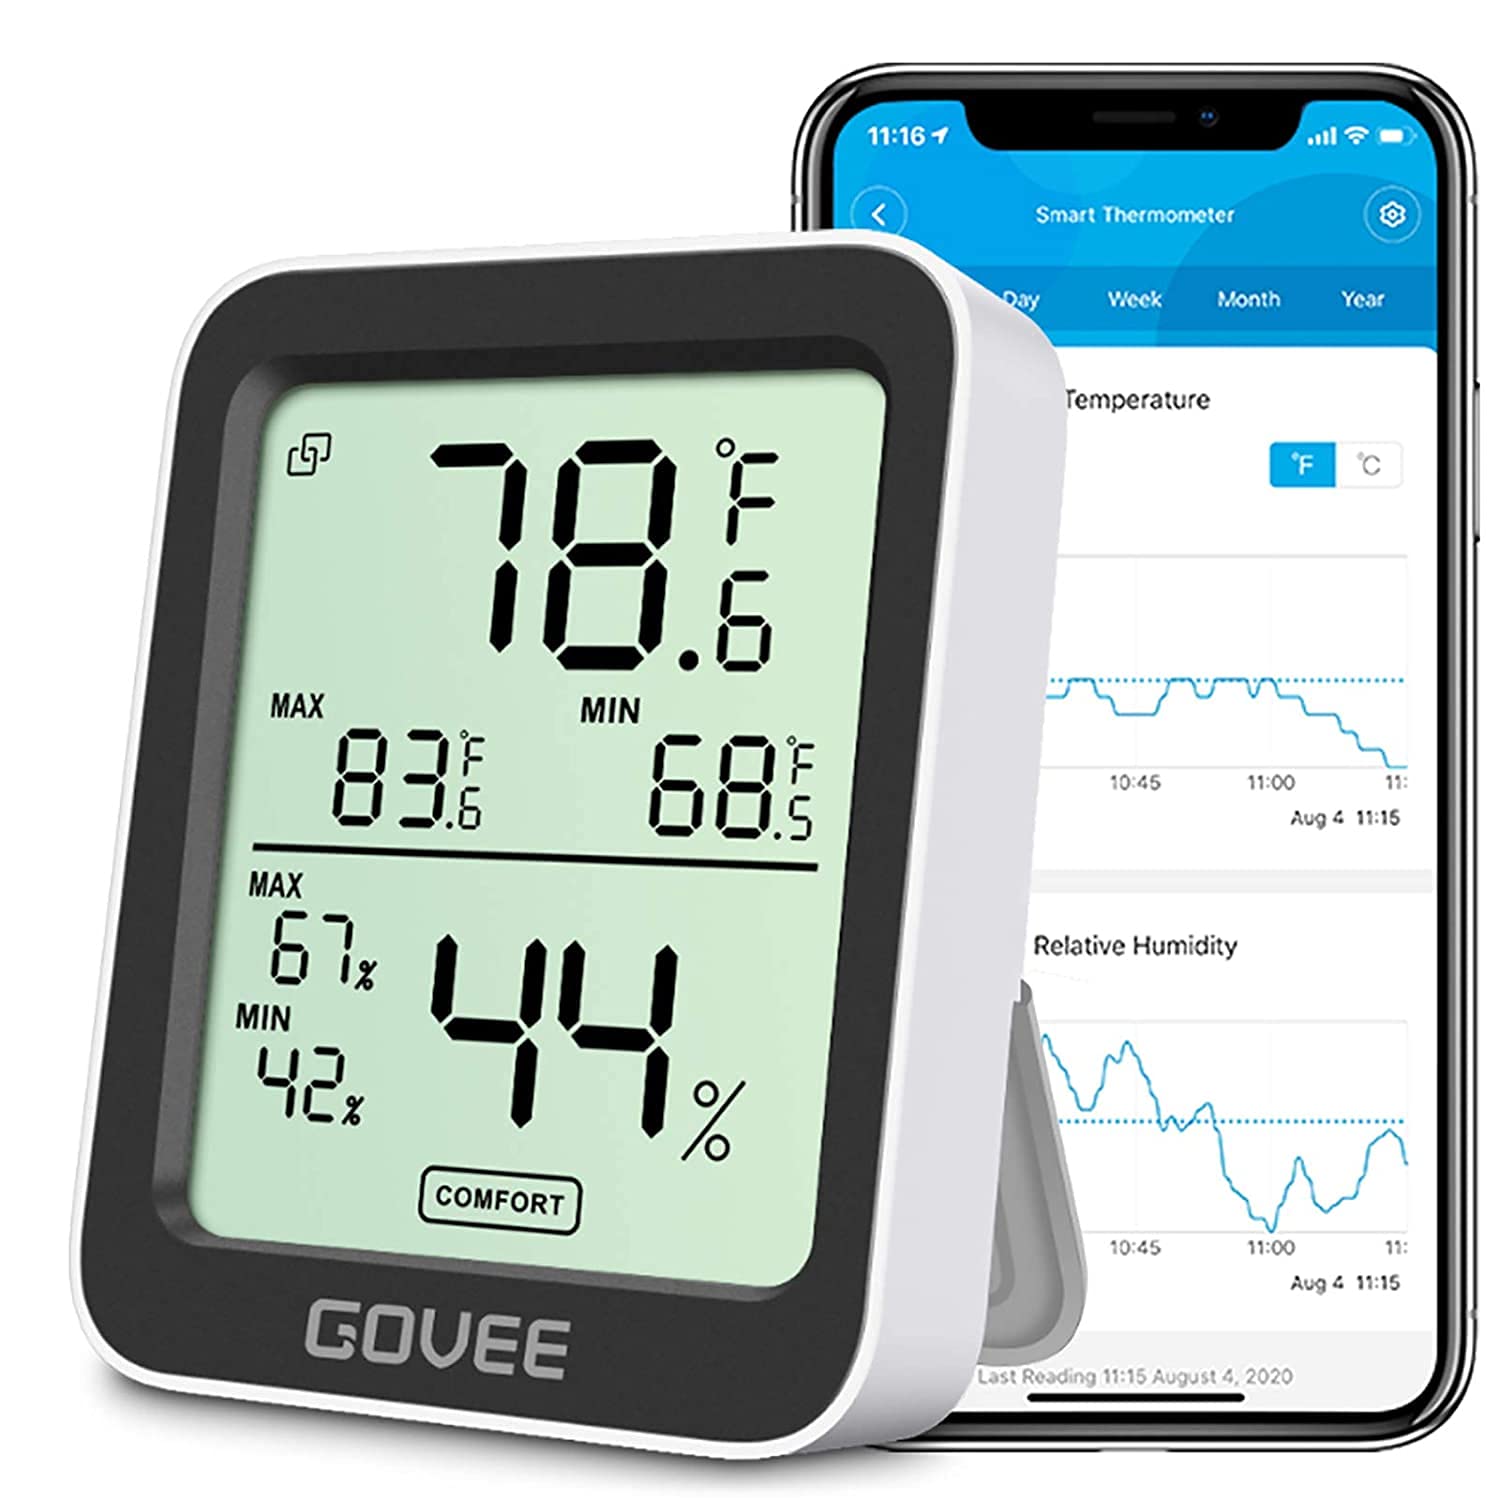 11:16
Smart Thermometer
Day Week Month Year
Temperature
°F °C
10:45 11:00 11:
Aug 4 11:15
Relative Humidity
10:45 11:00 11:
Aug 4 11:15
Last Reading 11:15 August 4, 2020
78.6 °F
MAX MIN
83.6 °F 68.5 °F
MAX
67%
44%
MIN
42%
COMFORT
GOVEE